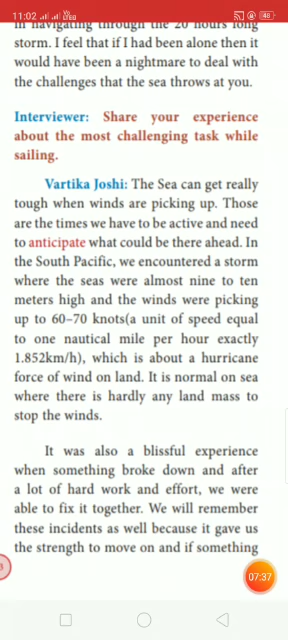 11:02
48
in navigating through the 20 hours long
storm. I feel that if I had been alone then it
would have been a nightmare to deal with
the challenges that the sea throws at you.
Interviewer: Share your experience
about the most challenging task while
sailing.
Vartika Joshi: The Sea can get really
tough when winds are picking up. Those
are the times we have to be active and need
to anticipate what could be there ahead. In
the South Pacific, we encountered a storm
where the seas were almost nine to ten
meters high and the winds were picking
up to 60–70 knots(a unit of speed equal
to one nautical mile per hour exactly
1.852km/h), which is about a hurricane
force of wind on land. It is normal on sea
where there is hardly any land mass to
stop the winds.
It was also a blissful experience
when something broke down and after
a lot of hard work and effort, we were
able to fix it together. We will remember
these incidents as well because it gave us
the strength to move on and if something
07:37